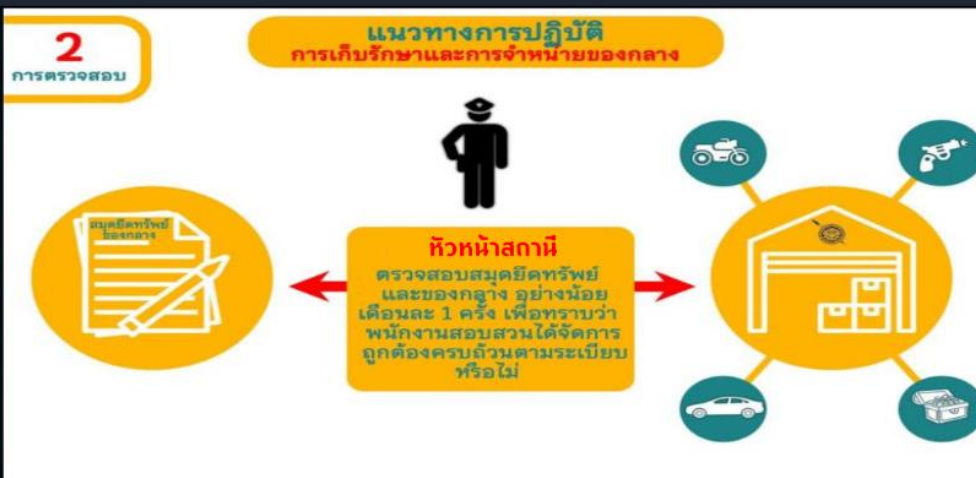 2
การตรวจสอบ
แนวทางการปฏิบัติ
การเก็บรักษาและการจำหน่ายของกลาง
สมุดยึดทรัพย์
ของกลาง
หัวหน้าสถานี
ตรวจสอบสมุดยึดทรัพย์
และของกลาง อย่างน้อย
เดือนละ 1 ครั้ง เพื่อทราบว่า
พนักงานสอบสวนได้จัดการ
ถูกต้องครบถ้วนตามระเบียบ
หรือไม่